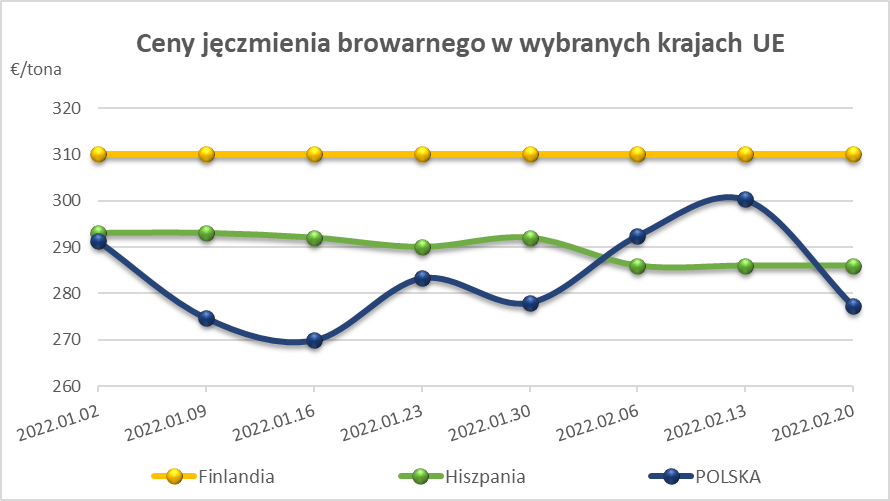 Ceny jęczmienia browarnego w wybranych krajach UE
€/tona
320
310
300
290
280
270
260
2022.01.02 2022.01.09 2022.01.16 2022.01.23 2022.01.30 2022.02.06 2022.02.13 2022.02.20
Finlandia Hiszpania POLSKA